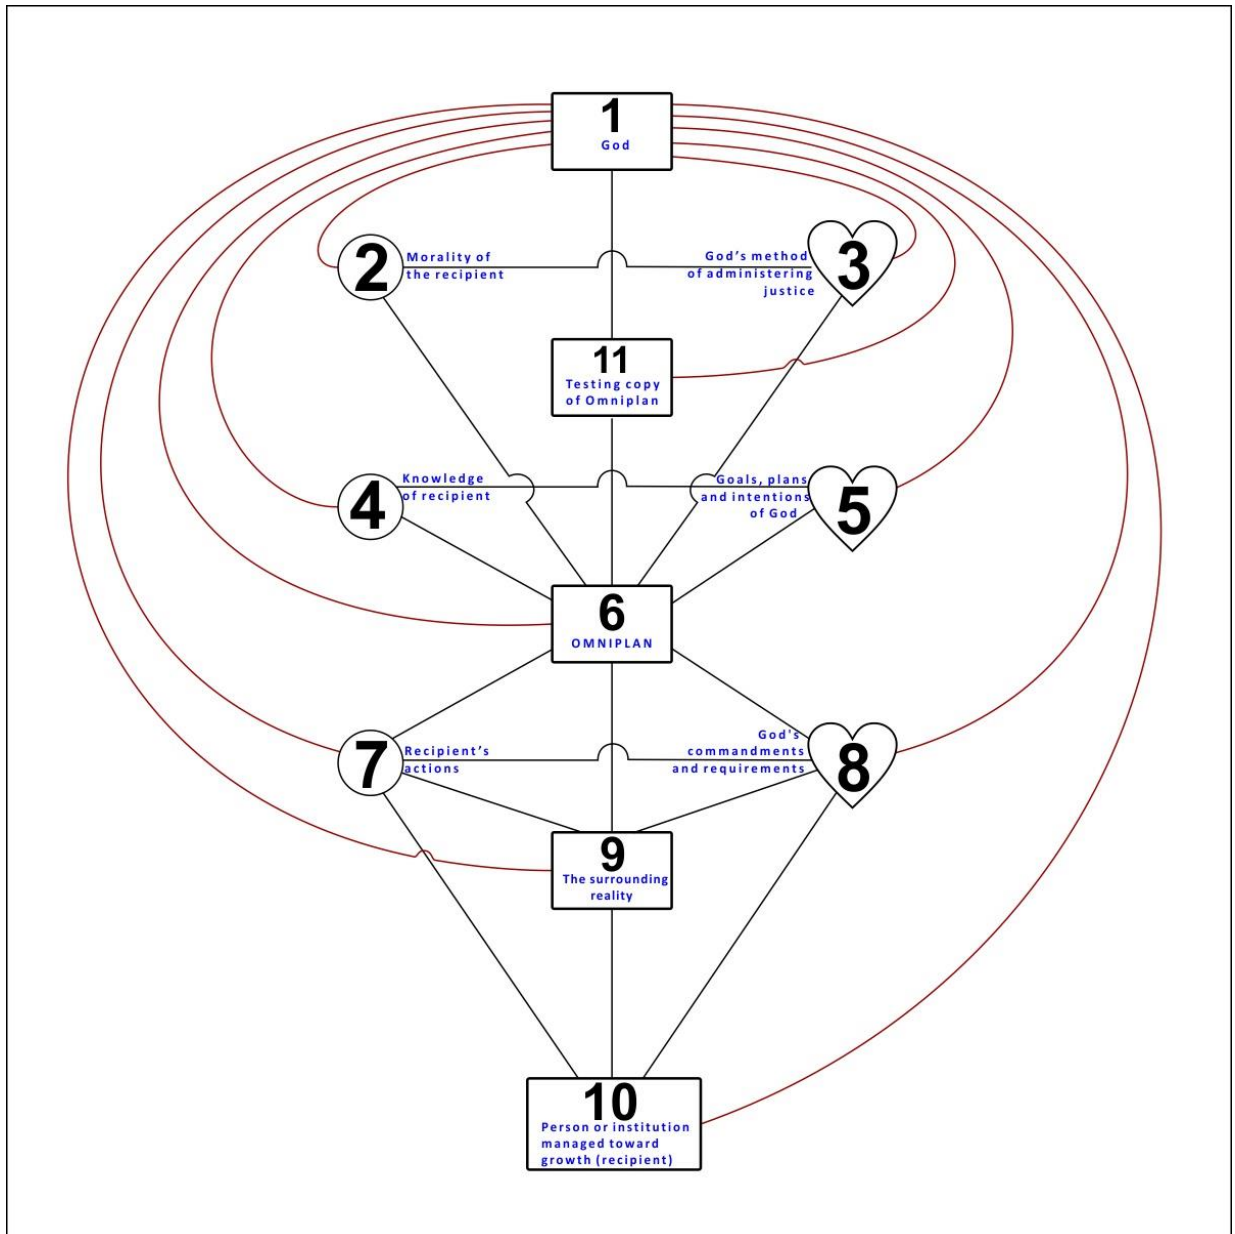 1
God
2
Morality of
the recipient
God's method
of administering
justice
3
11
Testing copy
of Omniplan
4
Knowledge
of recipient
Goals, plans
and intentions
of God
5
6
OMNIPLAN
7
Recipient's
actions
God's
commandments
and requirements
8
9
The surrounding
reality
10
Person or institution
managed toward
growth (recipient)